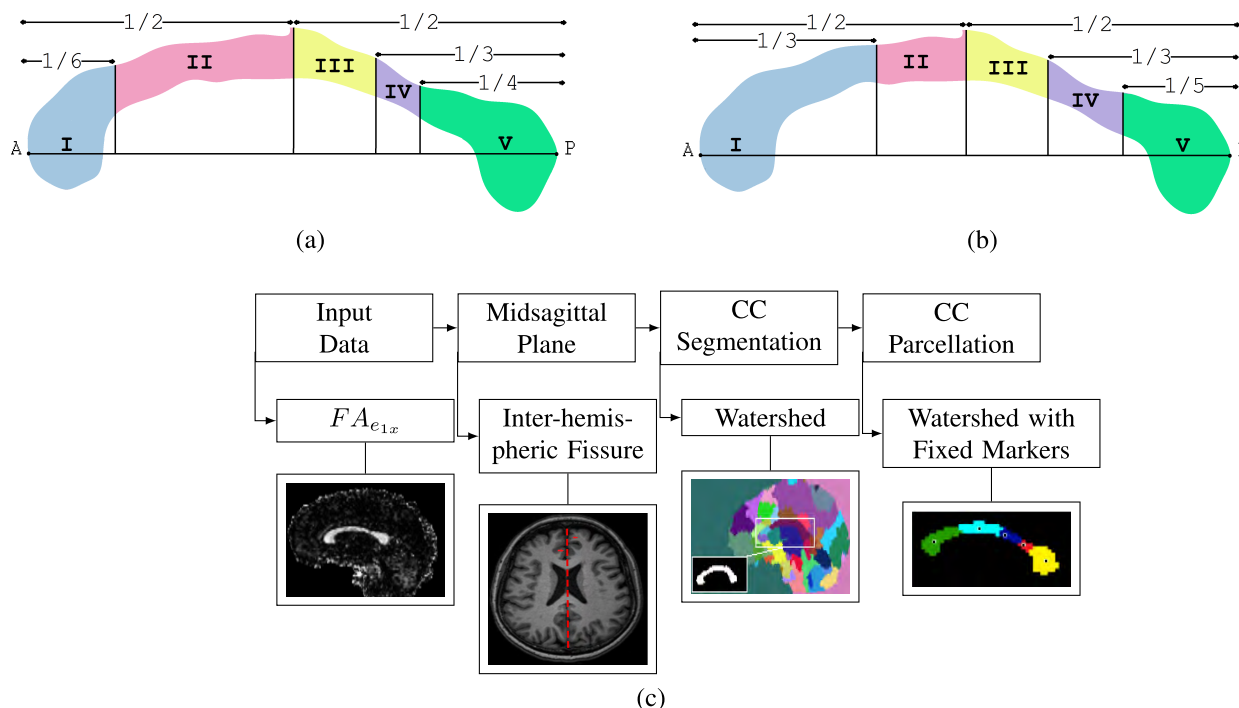 1/2
1/2
1/3
1/6
II
III
IV
1/4
A
I
V
P
(a)
1/2
1/2
1/3
1/3
II
III
IV
1/5
A
I
V
(b)
Input
Data
Midsagittal
Plane
CC
Segmentation
CC
Parcellation
FA_{e_{1x}}
Inter-hemis-
pheric Fissure
Watershed
Watershed with
Fixed Markers
(c)